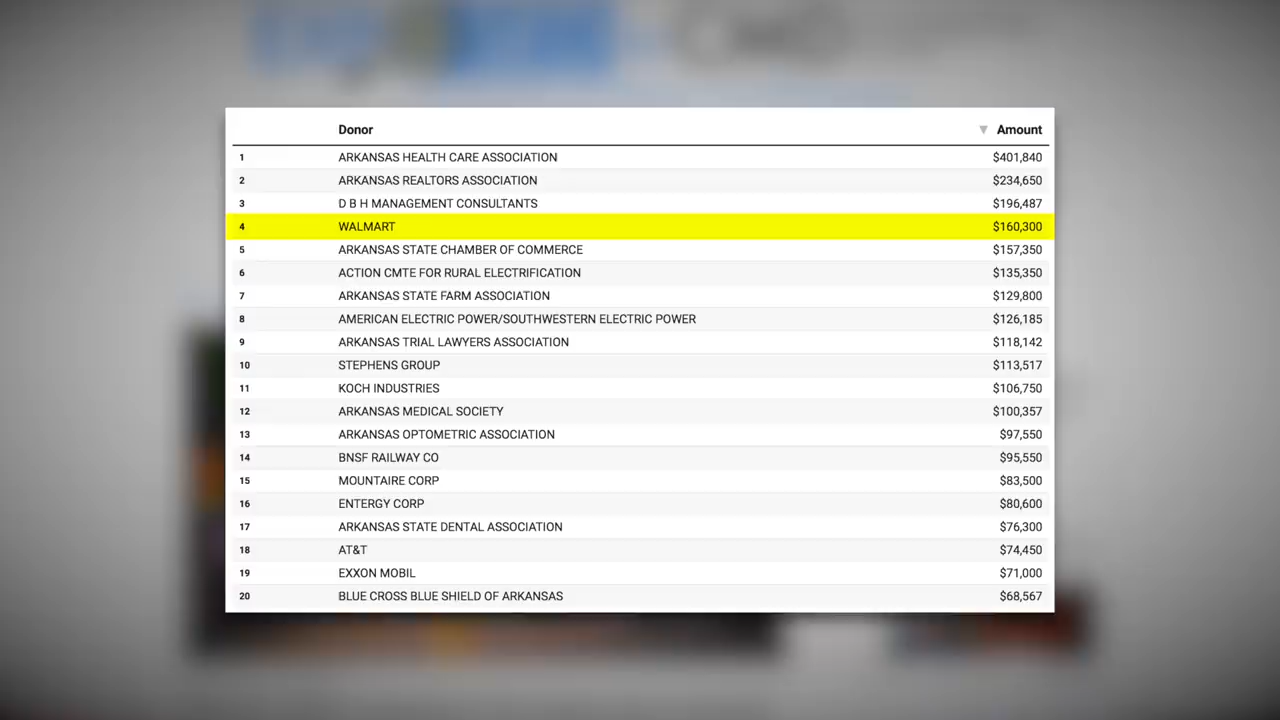 Donor ▼ Amount
1 ARKANSAS HEALTH CARE ASSOCIATION $401,840
2 ARKANSAS REALTORS ASSOCIATION $234,650
3 D B H MANAGEMENT CONSULTANTS $196,487
4 WALMART $160,300
5 ARKANSAS STATE CHAMBER OF COMMERCE $157,350
6 ACTION CMTE FOR RURAL ELECTRIFICATION $135,350
7 ARKANSAS STATE FARM ASSOCIATION $129,800
8 AMERICAN ELECTRIC POWER/SOUTHWESTERN ELECTRIC POWER $126,185
9 ARKANSAS TRIAL LAWYERS ASSOCIATION $118,142
10 STEPHENS GROUP $113,517
11 KOCH INDUSTRIES $106,750
12 ARKANSAS MEDICAL SOCIETY $100,357
13 ARKANSAS OPTOMETRIC ASSOCIATION $97,550
14 BNSF RAILWAY CO $95,550
15 MOUNTAIRE CORP $83,500
16 ENTERGY CORP $80,600
17 ARKANSAS STATE DENTAL ASSOCIATION $76,300
18 AT&T $74,450
19 EXXON MOBIL $71,000
20 BLUE CROSS BLUE SHIELD OF ARKANSAS $68,567